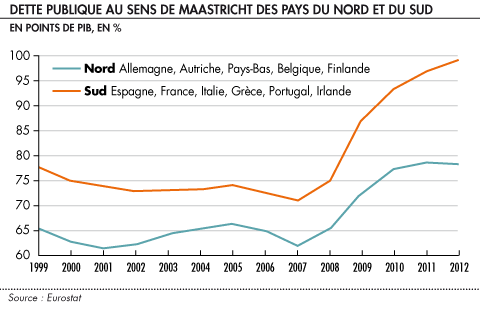 DETTE PUBLIQUE AU SENS DE MAASTRICHT DES PAYS DU NORD ET DU SUD
EN POINTS DE PIB, EN %
100
95
90
85
80
75
70
65
60
Nord Allemagne, Autriche, Pays-Bas, Belgique, Finlande
Sud Espagne, France, Italie, Grèce, Portugal, Irlande
1999 2000 2001 2002 2003 2004 2005 2006 2007 2008 2009 2010 2011 2012
Source : Eurostat